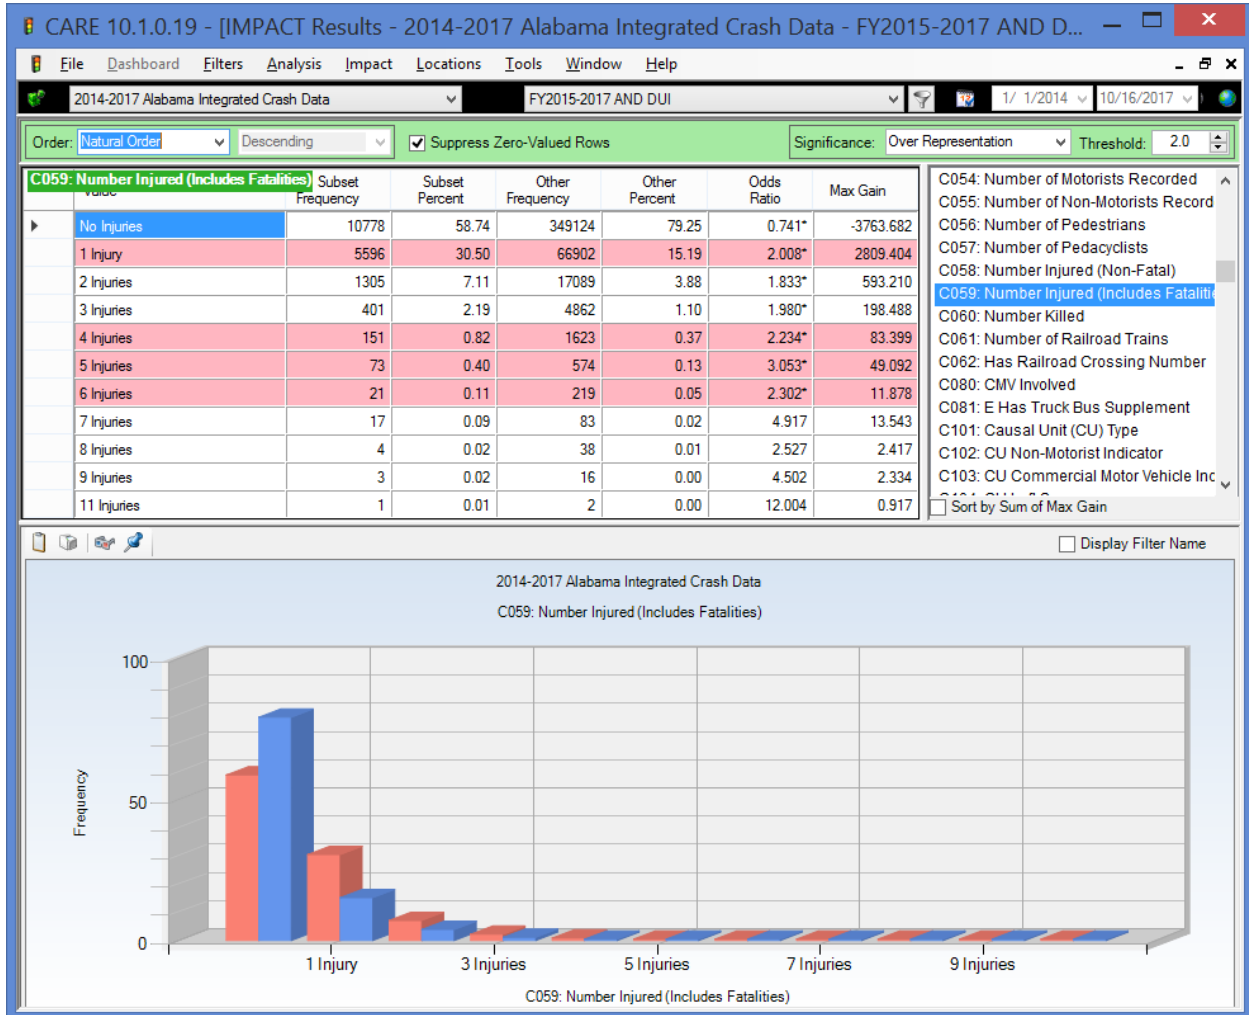 CARE 10.1.0.19 - [IMPACT Results - 2014-2017 Alabama Integrated Crash Data - FY2015-2017 AND D...
File Dashboard Filters Analysis Impact Locations Tools Window Help
2014-2017 Alabama Integrated Crash Data FY2015-2017 AND DUI 1/ 1/2014 10/16/2017
Order: Natural Order Descending Suppress Zero-Valued Rows Significance: Over Representation Threshold: 2.0
C059: Number Injured (Includes Fatalities) Subset Frequency Subset Percent Other Frequency Other Percent Odds Ratio Max Gain
No Injuries 10778 58.74 349124 79.25 0.741* -3763.682
1 Injury 5596 30.50 66902 15.19 2.008* 2809.404
2 Injuries 1305 7.11 17089 3.88 1.833* 593.210
3 Injuries 401 2.19 4862 1.10 1.980* 198.488
4 Injuries 151 0.82 1623 0.37 2.234* 83.399
5 Injuries 73 0.40 574 0.13 3.053* 49.092
6 Injuries 21 0.11 219 0.05 2.302* 11.878
7 Injuries 17 0.09 83 0.02 4.917 13.543
8 Injuries 4 0.02 38 0.01 2.527 2.417
9 Injuries 3 0.02 16 0.00 4.502 2.334
11 Injuries 1 0.01 2 0.00 12.004 0.917
C054: Number of Motorists Recorded
C055: Number of Non-Motorists Record
C056: Number of Pedestrians
C057: Number of Pedacyclists
C058: Number Injured (Non-Fatal)
C059: Number Injured (Includes Fatalitie
C060: Number Killed
C061: Number of Railroad Trains
C062: Has Railroad Crossing Number
C080: CMV Involved
C081: E Has Truck Bus Supplement
C101: Causal Unit (CU) Type
C102: CU Non-Motorist Indicator
C103: CU Commercial Motor Vehicle Inc
Sort by Sum of Max Gain
Display Filter Name
2014-2017 Alabama Integrated Crash Data
C059: Number Injured (Includes Fatalities)
100
50
0
Frequency
1 Injury 3 Injuries 5 Injuries 7 Injuries 9 Injuries
C059: Number Injured (Includes Fatalities)